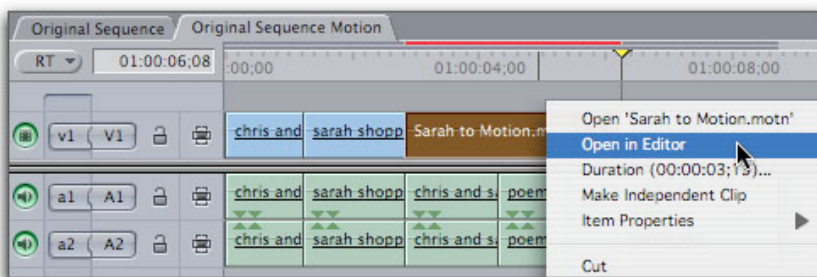 Original Sequence
Original Sequence Motion
RT
01:00:06;08
:00;00
01:00:04;00
01:00:08;00
v1
V1
chris and
sarah shopp
Sarah to Motion.m
a1
A1
chris and
sarah shopp
chris and s
poem
a2
A2
chris and
sarah shopp
chris and s
poem
Open 'Sarah to Motion.motn'
Open in Editor
Duration (00:00:03;15)...
Make Independent Clip
Item Properties
Cut